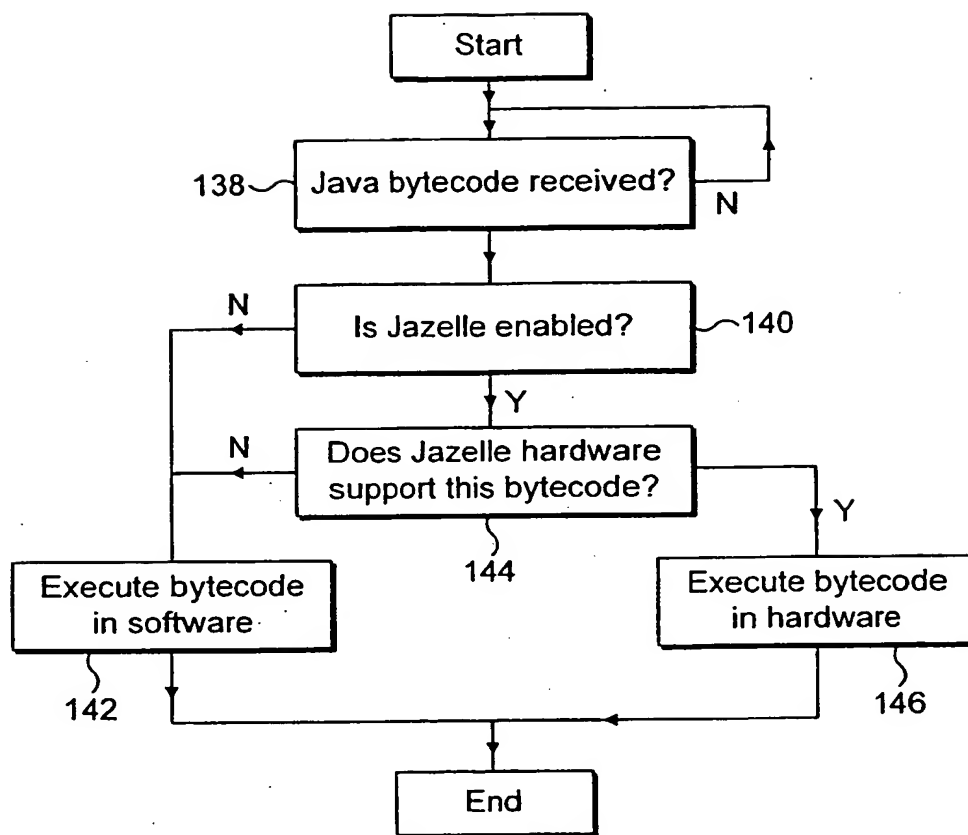 Start
138
Java bytecode received?
N
N
Is Jazelle enabled?
140
Y
N
Does Jazelle hardware
support this bytecode?
Y
144
Execute bytecode
in software
Execute bytecode
in hardware
142
146
End